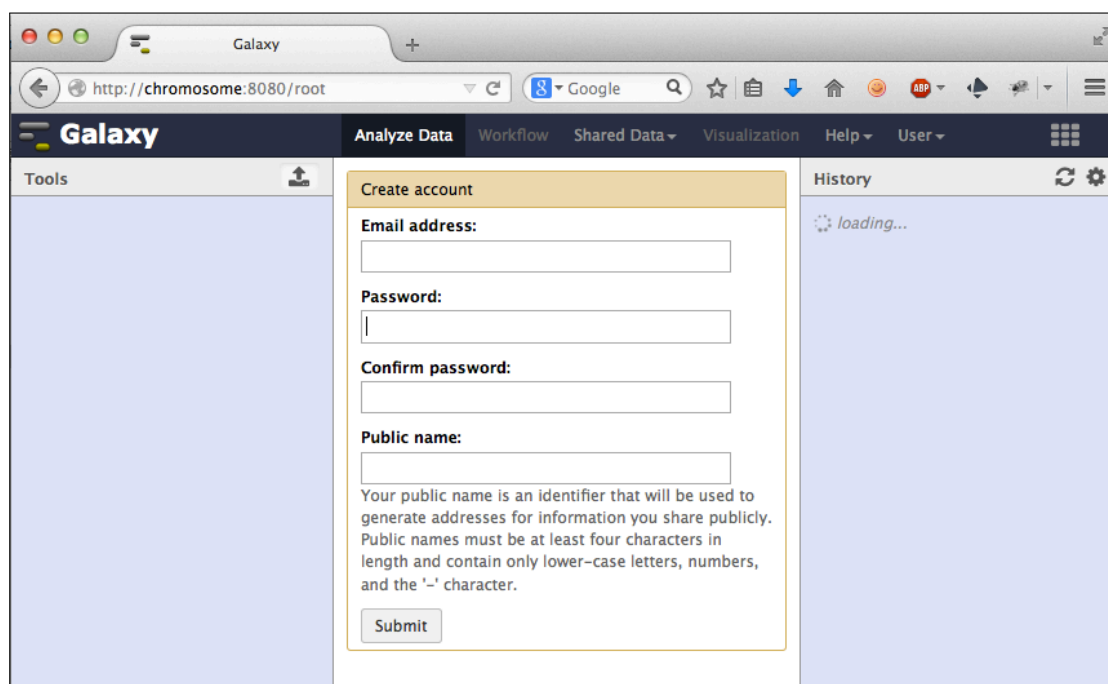 Galaxy
http://chromosome:8080/root
8 Google
ABP
Galaxy
Analyze Data Workflow Shared Data Visualization Help User
Tools
Create account
History
Email address:
loading...
Password:
Confirm password:
Public name:
Your public name is an identifier that will be used to
generate addresses for information you share publicly.
Public names must be at least four characters in
length and contain only lower-case letters, numbers,
and the '-' character.
Submit